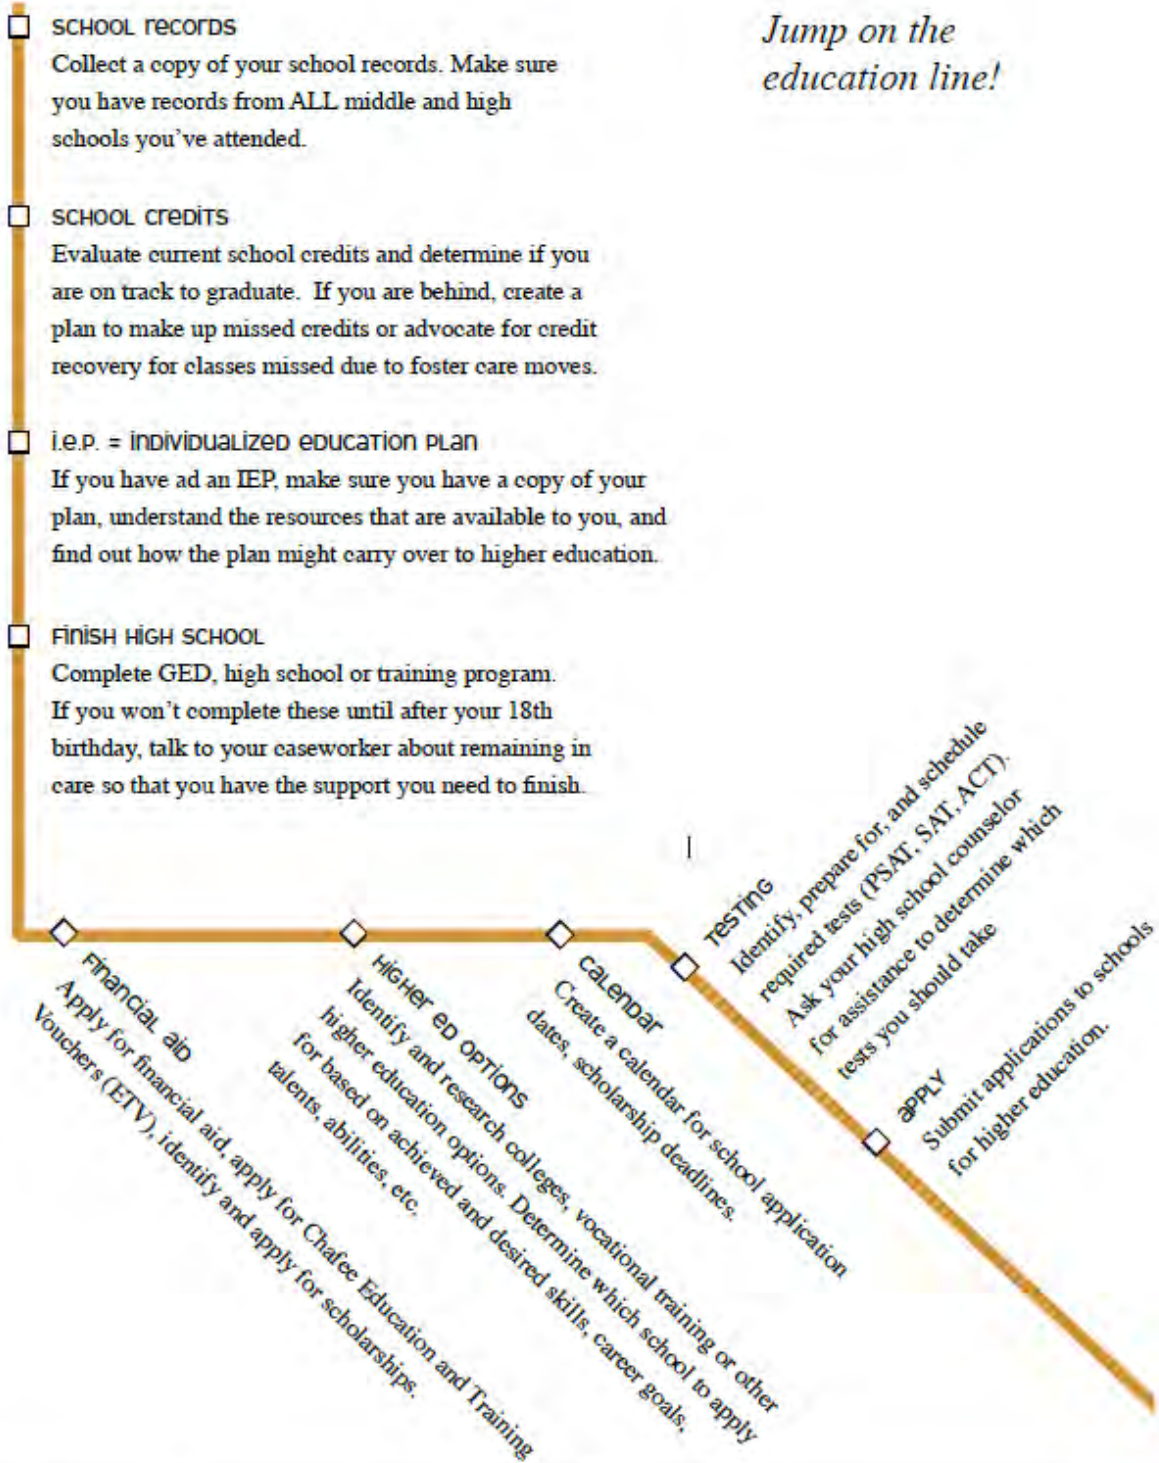 SCHOOL RECORDS
Collect a copy of your school records. Make sure
you have records from ALL middle and high
schools you've attended.
Jump on the
education line!
SCHOOL CREDITS
Evaluate current school credits and determine if you
are on track to graduate.  If you are behind, create a
plan to make up missed credits or advocate for credit
recovery for classes missed due to foster care moves.
I.E.P. = INDIVIDUALIZED EDUCATION PLAN
If you have ad an IEP, make sure you have a copy of your
plan, understand the resources that are available to you, and
find out how the plan might carry over to higher education.
FINISH HIGH SCHOOL
Complete GED, high school or training program.
If you won't complete these until after your 18th
birthday, talk to your caseworker about remaining in
care so that you have the support you need to finish.
FINANCIAL AID
Apply for financial aid, apply for Chafee Education and Training
Vouchers (ETV), identify and apply for scholarships.
HIGHER ED OPTIONS
Identify and research colleges, vocational training or other
higher education options. Determine which school to apply
for based on achieved and desired skills, career goals,
talents, abilities, etc.
CALENDAR
Create a calendar for school application
dates, scholarship deadlines.
TESTING
Identify, prepare for, and schedule
required tests (PSAT, SAT, ACT).
Ask your high school counselor
for assistance to determine which
tests you should take
APPLY
Submit applications to schools
for higher education.